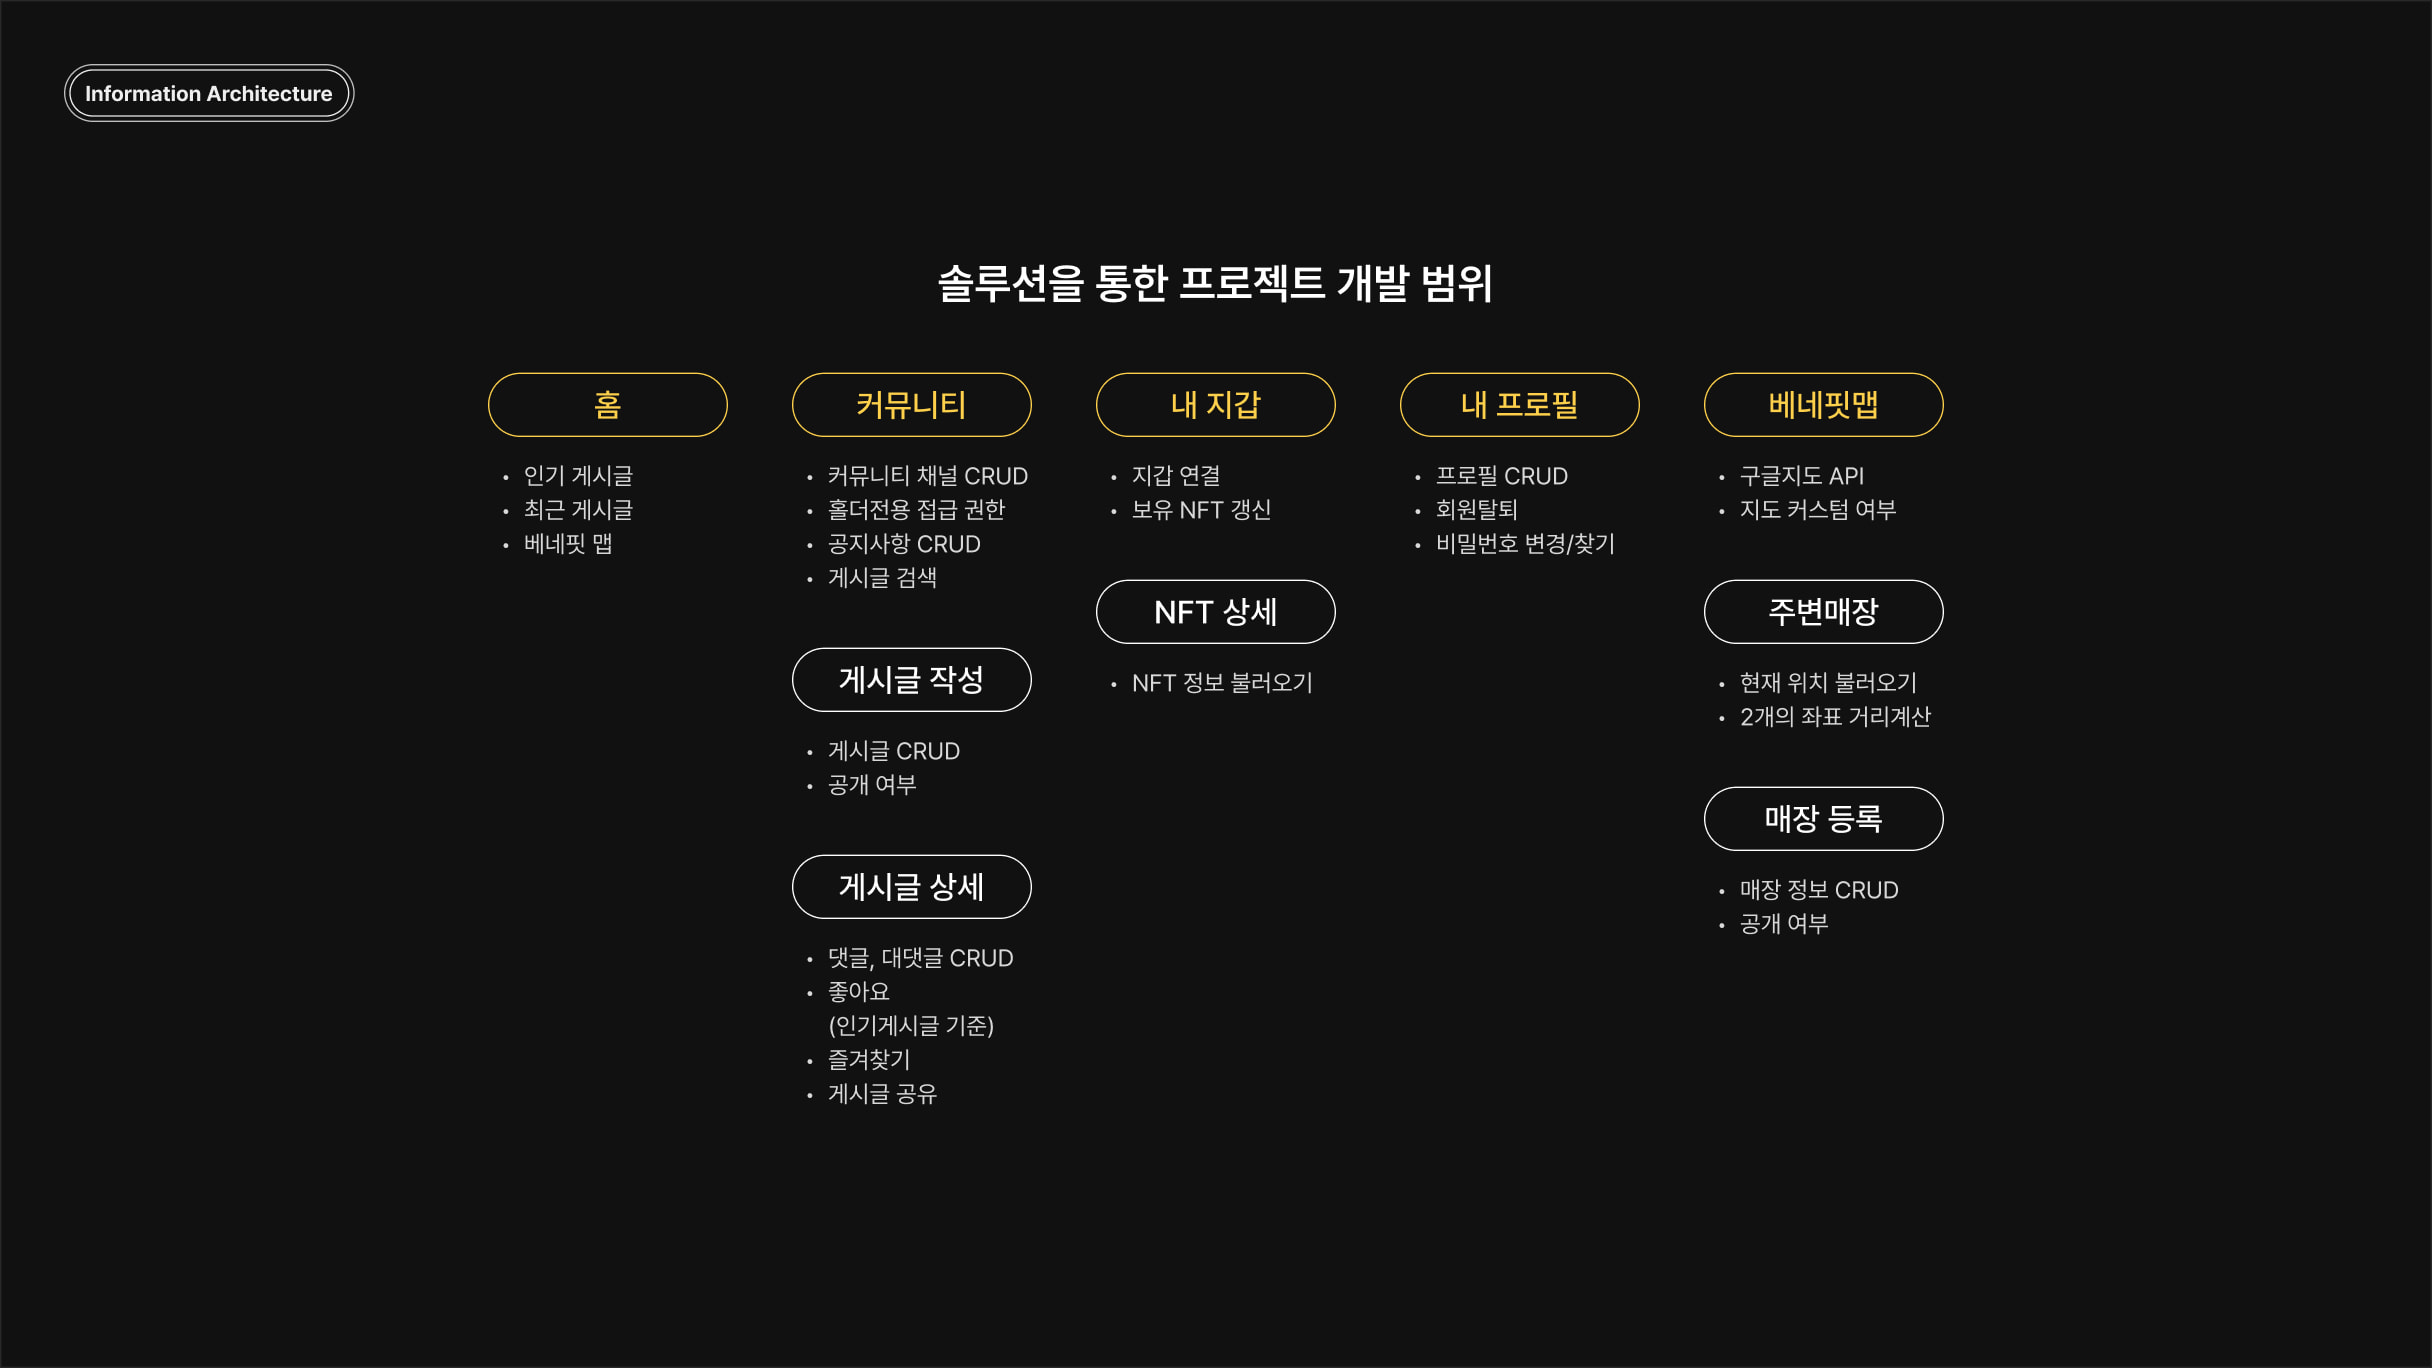 Information Architecture
솔루션을 통한 프로젝트 개발 범위
홈
• 인기 게시글
• 최근 게시글
• 베네핏 맵
커뮤니티
• 커뮤니티 채널 CRUD
• 홀더전용 접급 권한
• 공지사항 CRUD
• 게시글 검색
게시글 작성
• 게시글 CRUD
• 공개 여부
게시글 상세
• 댓글, 대댓글 CRUD
• 좋아요
(인기게시글 기준)
• 즐겨찾기
• 게시글 공유
내 지갑
• 지갑 연결
• 보유 NFT 갱신
NFT 상세
• NFT 정보 불러오기
내 프로필
• 프로필 CRUD
• 회원탈퇴
• 비밀번호 변경/찾기
베네핏맵
• 구글지도 API
• 지도 커스텀 여부
주변매장
• 현재 위치 불러오기
• 2개의 좌표 거리계산
매장 등록
• 매장 정보 CRUD
• 공개 여부